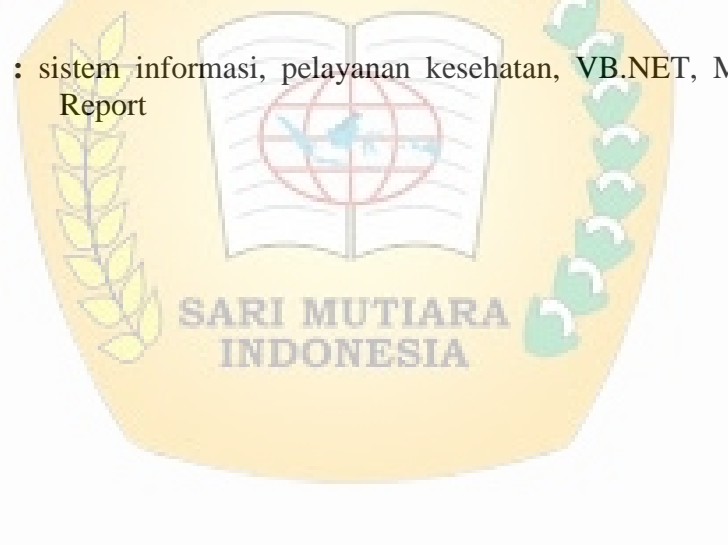 : sistem informasi, pelayanan kesehatan, VB.NET,
Report
SARI MUTIARA
INDONESIA